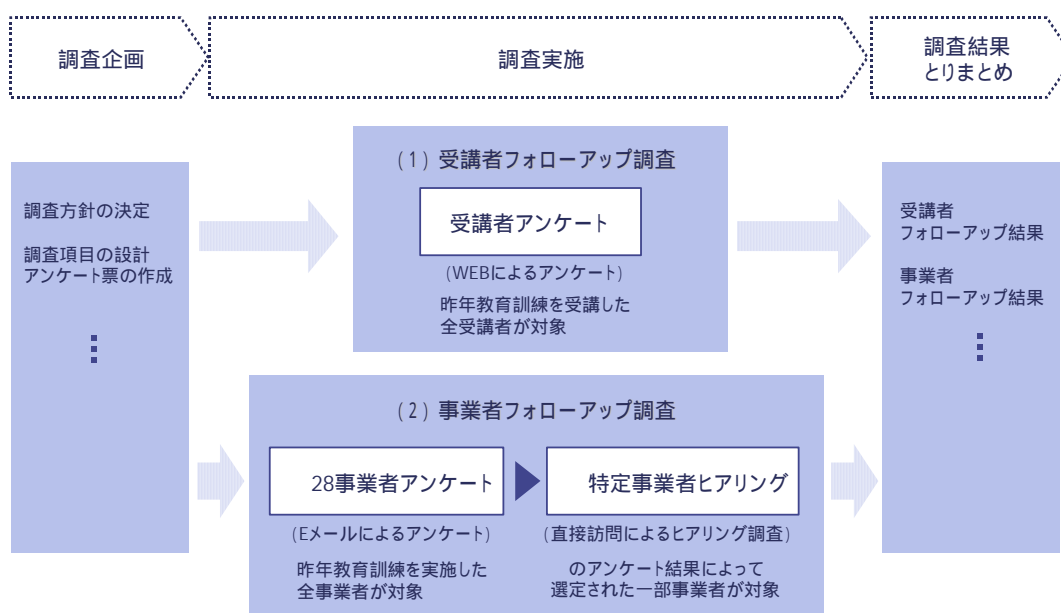 調査企画
調査実施
調査結果
とりまとめ
調査方針の決定
調査項目の設計
アンケート票の作成
(1) 受講者フォローアップ調査
受講者アンケート
(WEBによるアンケート)
昨年教育訓練を受講した
全受講者が対象
(2) 事業者フォローアップ調査
28事業者アンケート
(Eメールによるアンケート)
昨年教育訓練を実施した
全事業者が対象
特定事業者ヒアリング
(直接訪問によるヒアリング調査)
のアンケート結果によって
選定された一部事業者が対象
受講者
フォローアップ結果
事業者
フォローアップ結果